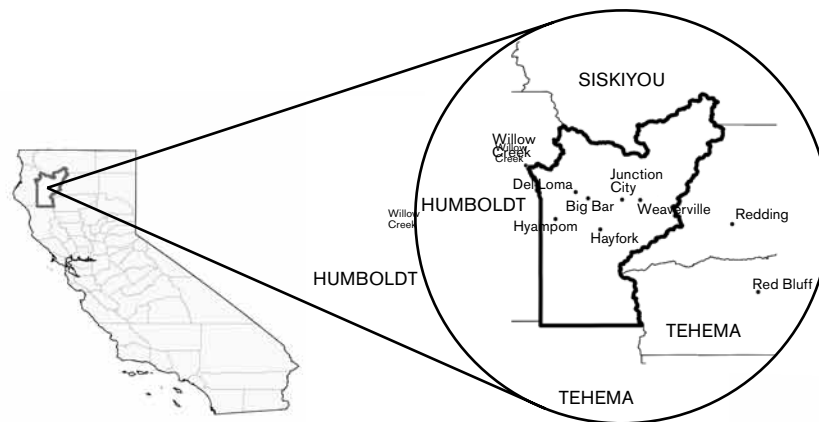 SISKIYOU
Willow
Creek
Willow
Creek
Junction
City
Del Loma
HUMBOLDT
Big Bar
Weaverville
Willow
Creek
Redding
Hyampom
Hayfork
HUMBOLDT
Red Bluff
TEHEMA
TEHEMA